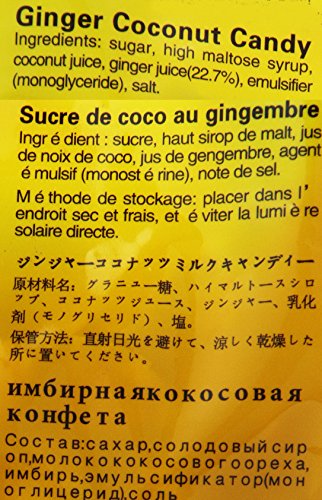 Ginger Coconut Candy
Ingredients: sugar, high maltose syrup,
coconut juice, ginger juice(22.7%), emulsifier
(monoglyceride), salt.
Sucre de coco au gingembre
Ingr é dient : sucre, haut sirop de malt, jus
de noix de coco, jus de gengembre, agent
é mulsif (monost é rine), note de sel.
M é thode de stockage: placer dans l'
endroit sec et frais, et é viter la lumi è re
solaire directe.
ジンジャーココナッツミルクキャンディー
原材料名：グラニュー糖、ハイマルトースシロ
ップ、ココナッツジュース、ジンジャー、乳化
剤（モノグリセリド）、塩。
保管方法：直射日光を避けて、涼しく乾燥した
所に置いてください。
имбирнаякокосовая
конфета
Состав:сахар,солодовый сир
оп,молокококосовогоореха,
имбирь,эмульсификатор(мон
оглицерид),соль